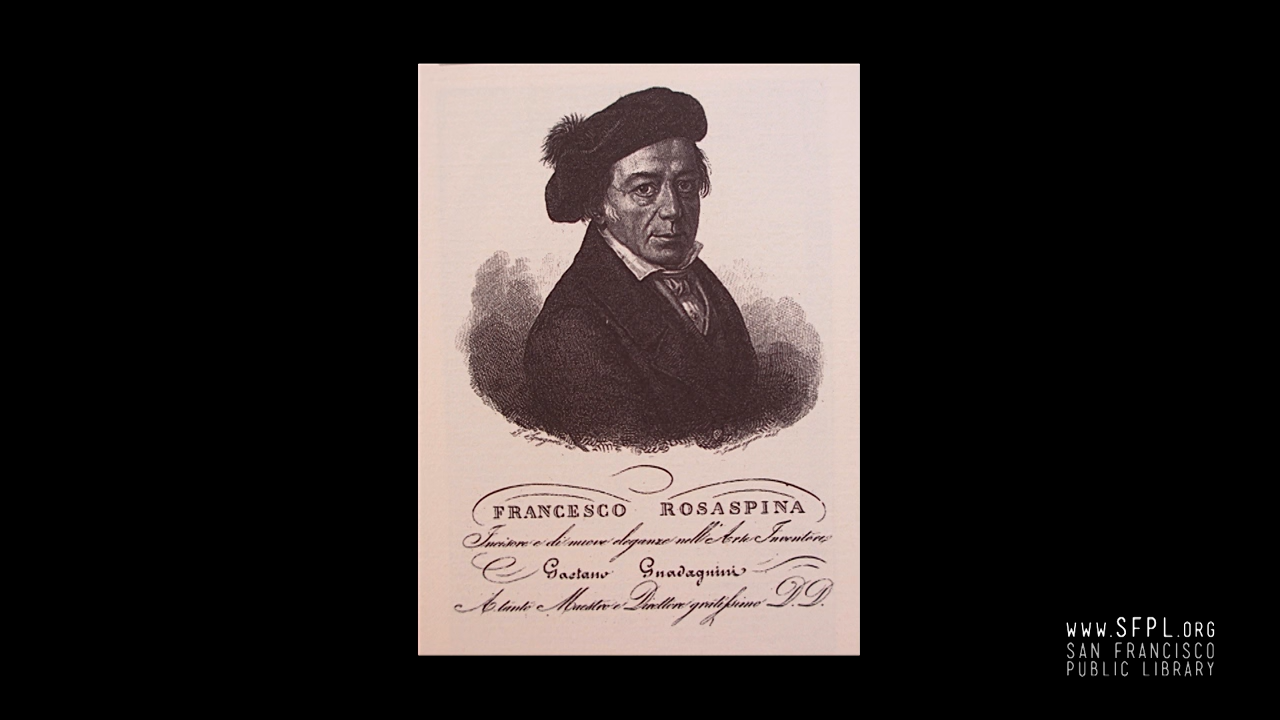 FRANCESCO ROSASPINA
Incisore e di nuove eleganze nell'Arte Inventore
Gaetano Guadagnini
A tanto Maestro e Direttore gratissimo D.D.
www.SFPL.ORG
SAN FRANCISCO
PUBLIC LIBRARY